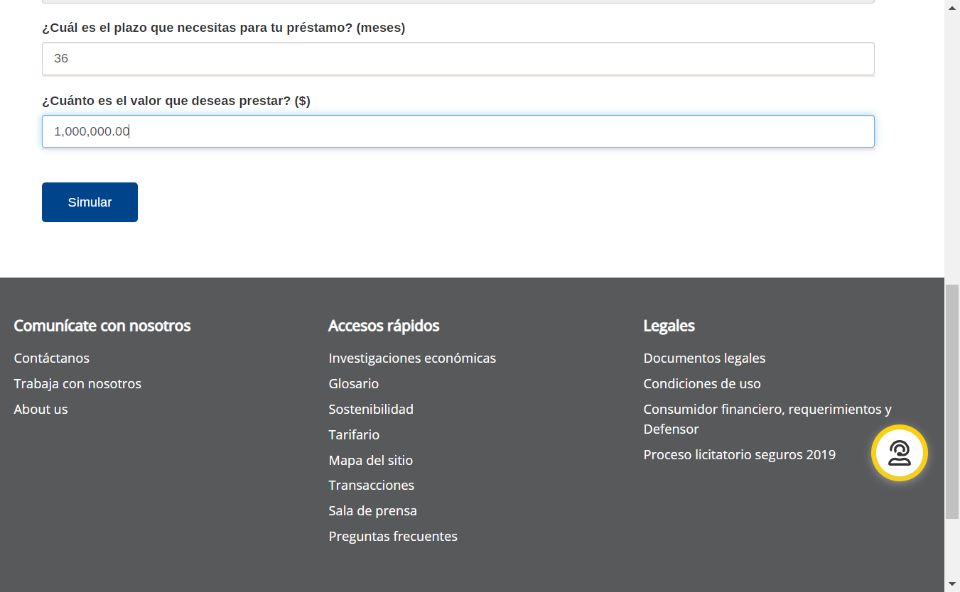 ¿Cuál es el plazo que necesitas para tu préstamo? (meses)
36
¿Cuánto es el valor que deseas prestar? ($)
1,000,000.00
Simular
Comunícate con nosotros
Contáctanos
Trabaja con nosotros
About us
Accesos rápidos
Investigaciones económicas
Glosario
Sostenibilidad
Tarifario
Mapa del sitio
Transacciones
Sala de prensa
Preguntas frecuentes
Legales
Documentos legales
Condiciones de uso
Consumidor financiero, requerimientos y
Defensor
Proceso licitatorio seguros 2019